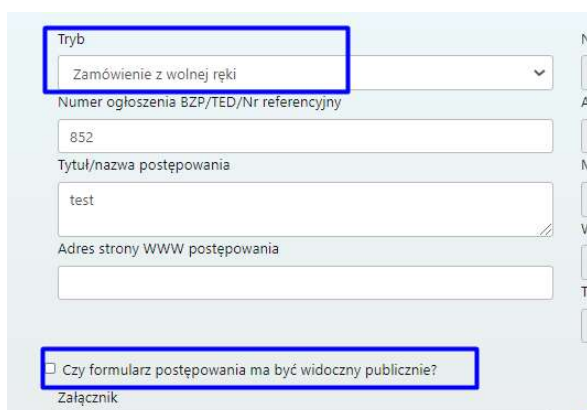 Tryb
Zamówienie z wolnej ręki
Numer ogłoszenia BZP/TED/Nr referencyjny
852
Tytuł/nazwa postępowania
test
Adres strony WWW postępowania
Czy formularz postępowania ma być widoczny publicznie?
Załącznik